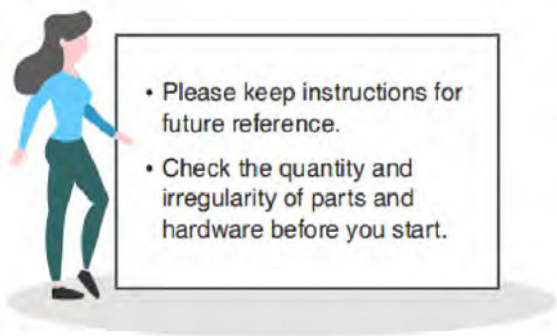 • Please keep instructions for
future reference.
• Check the quantity and
irregularity of parts and
hardware before you start.